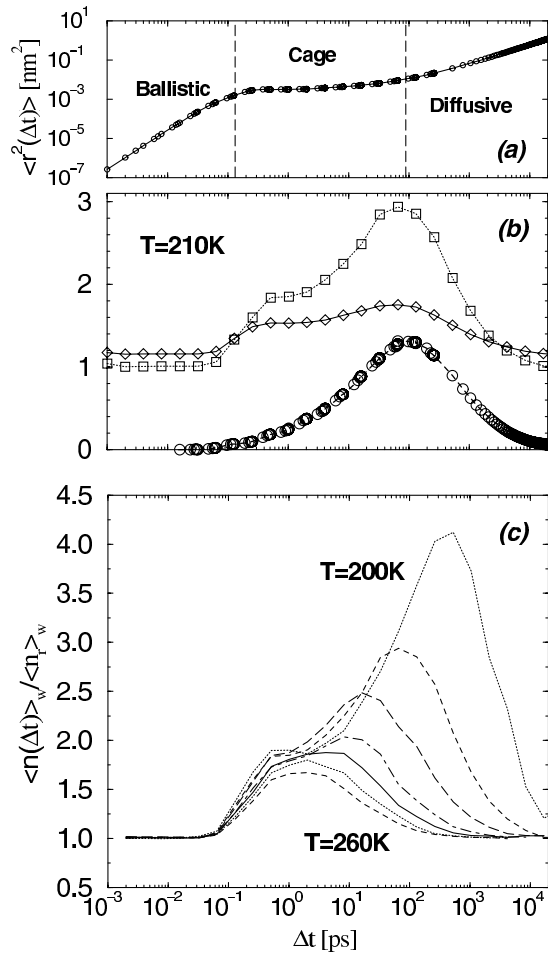 10^1
10^-1
10^-3
10^-5
10^-7
<r^2(Δt)> [nm^2]
Ballistic
Cage
Diffusive
(a)
3
2
1
0
T=210K
(b)
4.5
4.0
3.5
3.0
2.5
2.0
1.5
1.0
0.5
<n(Δt)>_w/<n_r>_w
(c)
T=200K
T=260K
10^-3 10^-2 10^-1 10^0 10^1 10^2 10^3 10^4
Δt [ps]